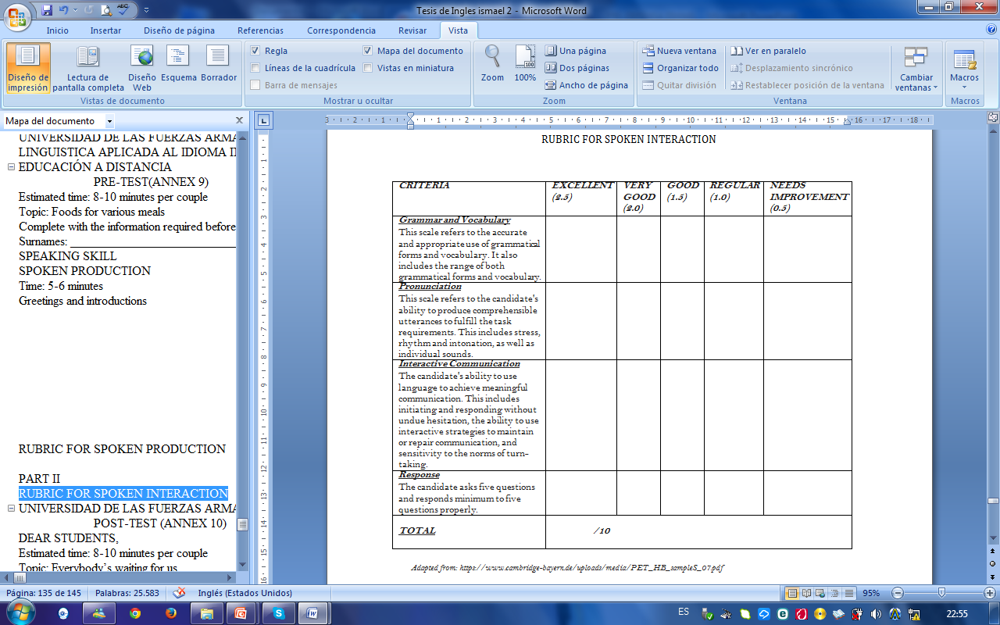 Tesis de Ingles ismael 2 - Microsoft Word
Inicio Insertar Diseño de página Referencias Correspondencia Revisar Vista
Diseño de impresión
Lectura de pantalla completa
Diseño Web
Esquema
Borrador
Vistas de documento
Regla
Líneas de la cuadrícula
Barra de mensajes
Mapa del documento
Vistas en miniatura
Mostrar u ocultar
Zoom
100%
Una página
Dos páginas
Ancho de página
Zoom
Nueva ventana
Organizar todo
Quitar división
Ver en paralelo
Desplazamiento sincrónico
Restablecer posición de la ventana
Cambiar ventanas
Ventana
Macros
Macros
Mapa del documento
UNIVERSIDAD DE LAS FUERZAS ARMA
LINGUISTICA APLICADA AL IDIOMA I
EDUCACIÓN A DISTANCIA
PRE-TEST(ANNEX 9)
Estimated time: 8-10 minutes per couple
Topic: Foods for various meals
Complete with the information required before
Surnames: ____________________________
SPEAKING SKILL
SPOKEN PRODUCTION
Time: 5-6 minutes
Greetings and introductions
RUBRIC FOR SPOKEN PRODUCTION
PART II
RUBRIC FOR SPOKEN INTERACTION
UNIVERSIDAD DE LAS FUERZAS ARMA
POST-TEST (ANNEX 10)
DEAR STUDENTS,
Estimated time: 8-10 minutes per couple
Topic: Everybody's waiting for us
RUBRIC FOR SPOKEN INTERACTION
CRITERIA
EXCELLENT
(2.5)
VERY
GOOD
(2.0)
GOOD
(1.5)
REGULAR
(1.0)
NEEDS
IMPROVEMENT
(0.5)
Grammar and Vocabulary
This scale refers to the accurate
and appropriate use of grammatical
forms and vocabulary. It also
includes the range of both
grammatical forms and vocabulary.
Pronunciation
This scale refers to the candidate's
ability to produce comprehensible
utterances to fulfill the task
requirements. This includes stress,
rhythm and intonation, as well as
individual sounds.
Interactive Communication
The candidate's ability to use
language to achieve meaningful
communication. This includes
initiating and responding without
undue hesitation, the ability to use
interactive strategies to maintain
or repair communication, and
sensitivity to the norms of turn-
taking.
Response
The candidate asks five questions
and responds minimum to five
questions properly.
TOTAL
/10
Adapted from: https://www.cambridge-bayern.de/uploads/media/PET_HB_sampleS_07.pdf
Página: 135 de 145 Palabras: 25.583 Inglés (Estados Unidos) 95%
ES 22:55